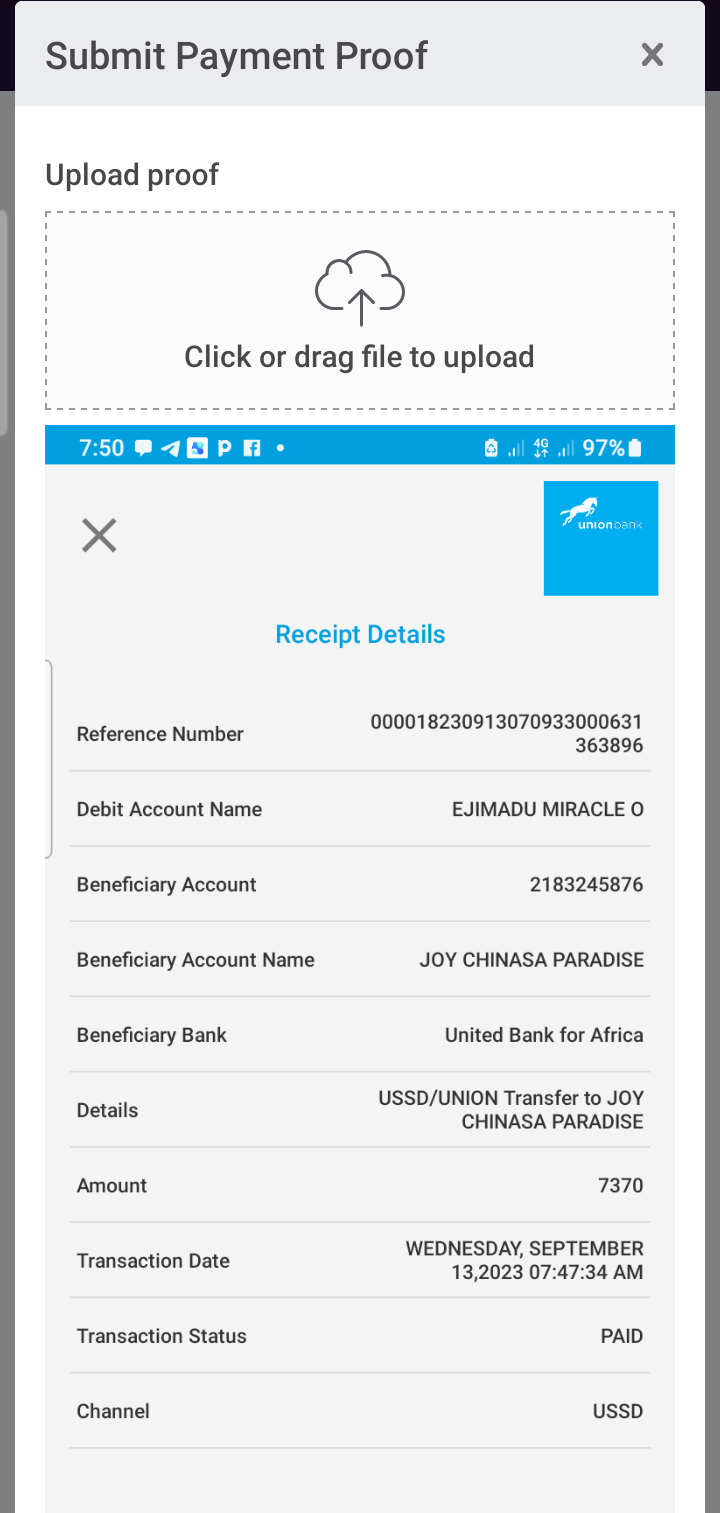 Submit Payment Proof
Upload proof
Click or drag file to upload
7:50 4G 97%
unionbank
Receipt Details
Reference Number 000018230913070933000631
363896
Debit Account Name EJIMADU MIRACLE O
Beneficiary Account 2183245876
Beneficiary Account Name JOY CHINASA PARADISE
Beneficiary Bank United Bank for Africa
Details USSD/UNION Transfer to JOY
CHINASA PARADISE
Amount 7370
Transaction Date WEDNESDAY, SEPTEMBER
13,2023 07:47:34 AM
Transaction Status PAID
Channel USSD